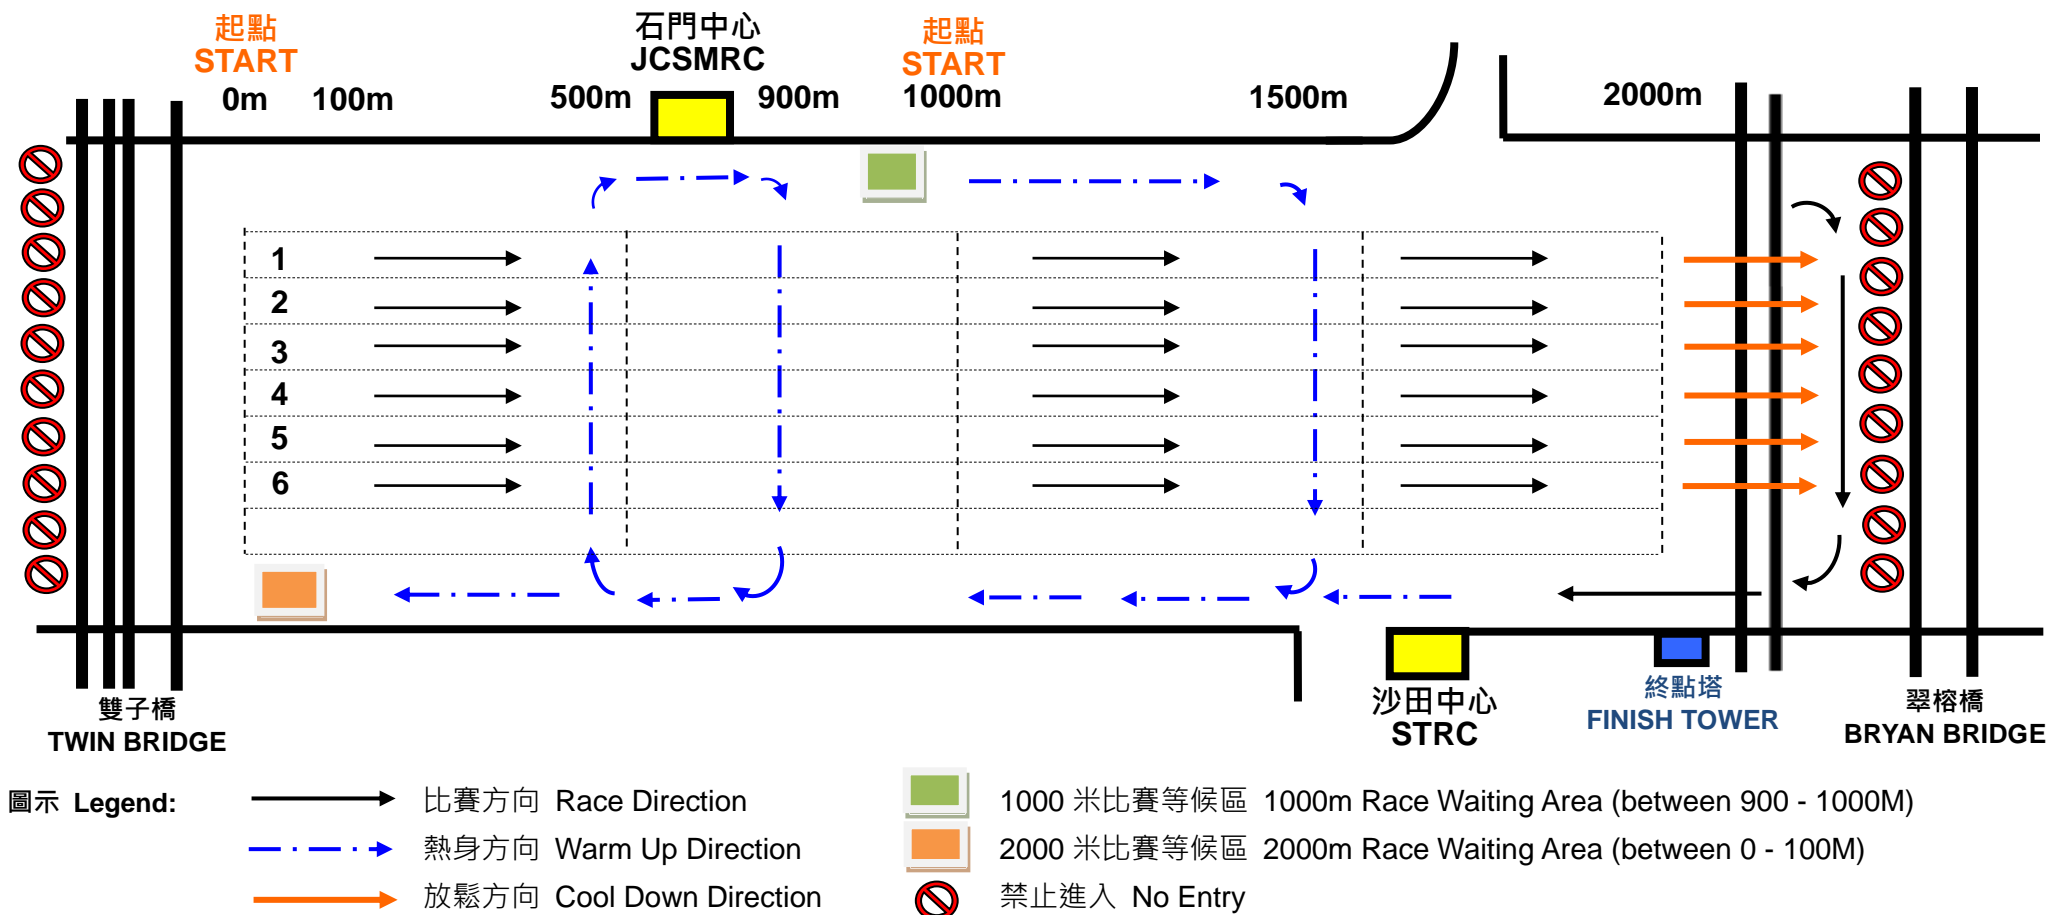 起點
START
石門中心
JCSMRC
起點
START
0m 100m 500m 900m 1000m 1500m 2000m
1
2
3
4
5
6
雙子橋
TWIN BRIDGE
沙田中心
STRC
終點塔
FINISH TOWER
翠榕橋
BRYAN BRIDGE
圖示 Legend:
比賽方向 Race Direction
熱身方向 Warm Up Direction
放鬆方向 Cool Down Direction
1000 米比賽等候區 1000m Race Waiting Area (between 900 - 1000M)
2000 米比賽等候區 2000m Race Waiting Area (between 0 - 100M)
禁止進入 No Entry